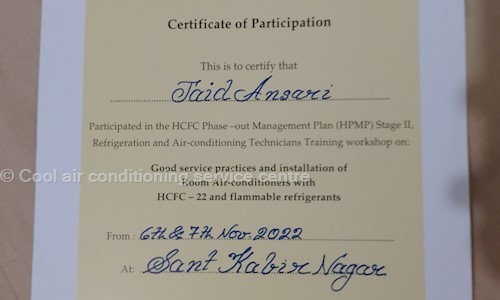 Certificate of Participation
This is to certify that
Jaid Ansari
Participated in the HCFC Phase –out Management Plan (HPMP) Stage II,
Refrigeration and Air-conditioning Technicians Training workshop on:
Good service practices and installation of
© Cool air conditioning service centre
Room Air-conditioners with
HCFC – 22 and flammable refrigerants
From : 6th & 7th Nov. 2022
At: Sant Kabir Nagar